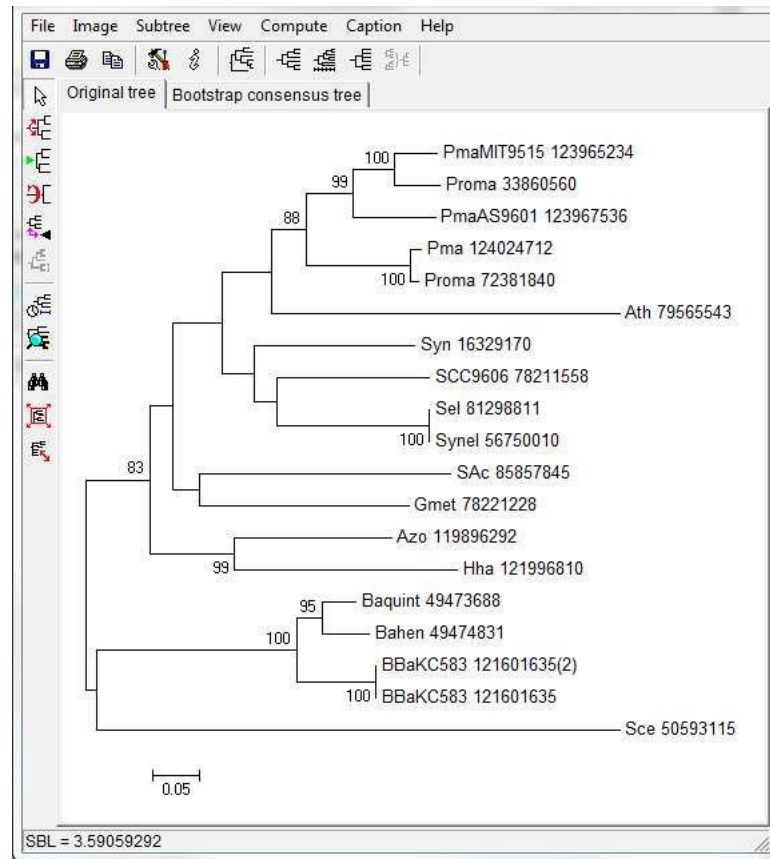 File Image Subtree View Compute Caption Help
Original tree Bootstrap consensus tree
100 PmaMIT9515 123965234
99 Proma 33860560
88 PmaAS9601 123967536
Pma 124024712
100 Proma 72381840
Ath 79565543
Syn 16329170
SCC9606 78211558
Sel 81298811
100 Synel 56750010
83 SAc 85857845
Gmet 78221228
Azo 119896292
99 Hha 121996810
95 Baquint 49473688
100 Bahen 49474831
BBaKC583 121601635(2)
100 BBaKC583 121601635
Sce 50593115
0.05
SBL = 3.59059292